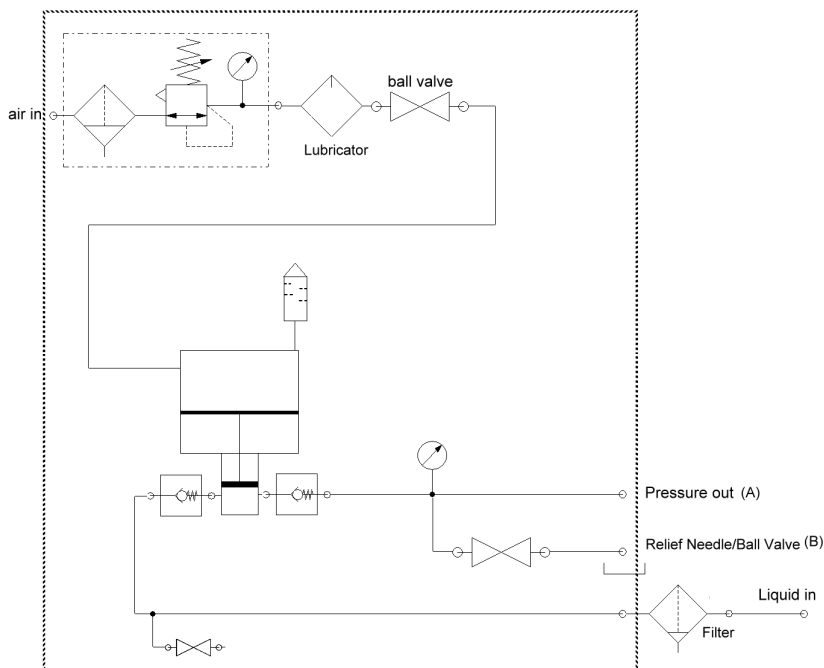 ball valve
air in
Lubricator
Pressure out (A)
Relief Needle/Ball Valve (B)
Liquid in
Filter